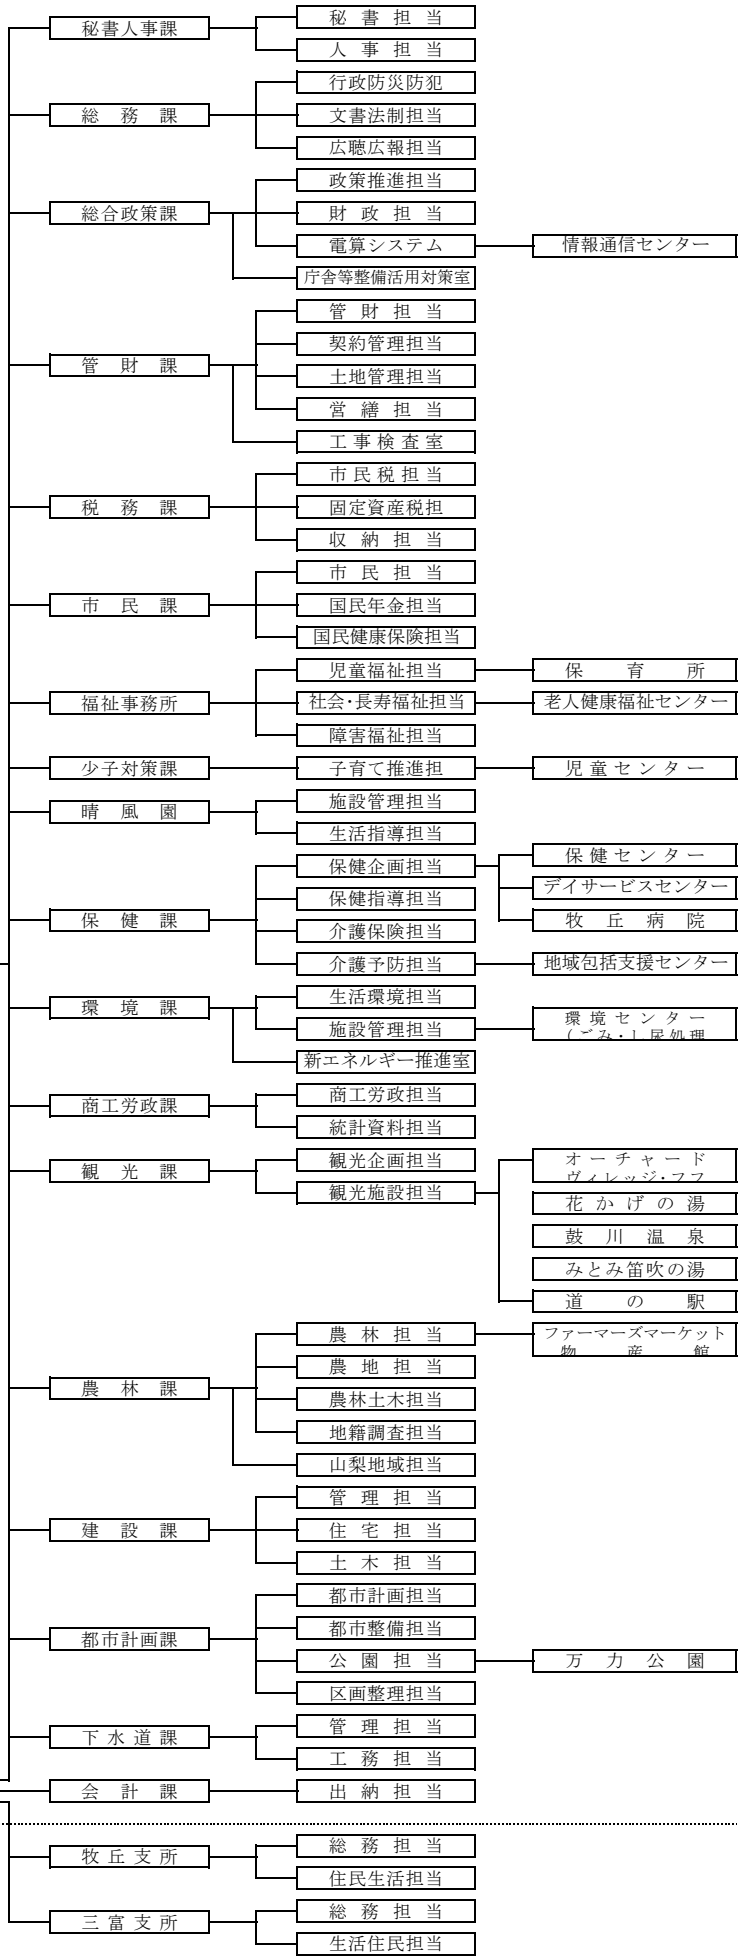 秘書人事課
秘書担当
人事担当
総務課
行政防災防犯
文書法制担当
広聴広報担当
総合政策課
政策推進担当
財政担当
電算システム
情報通信センター
庁舎等整備活用対策室
管財課
管財担当
契約管理担当
土地管理担当
営繕担当
工事検査室
税務課
市民税担当
固定資産税担
収納担当
市民課
市民担当
国民年金担当
国民健康保険担当
福祉事務所
児童福祉担当
保育所
社会・長寿福祉担当
老人健康福祉センター
障害福祉担当
少子対策課
子育て推進担
児童センター
晴風園
施設管理担当
生活指導担当
保健課
保健企画担当
保健センター
デイサービスセンター
牧丘病院
保健指導担当
介護保険担当
介護予防担当
地域包括支援センター
環境課
生活環境担当
施設管理担当
環境センター
(ごみ・し尿処理
新エネルギー推進室
商工労政課
商工労政担当
統計資料担当
観光課
観光企画担当
観光施設担当
オーチャード
ヴィレッジ・フフ
花かげの湯
鼓川温泉
みとみ笛吹の湯
道の駅
農林課
農林担当
ファーマーズマーケット
物産館
農地担当
農林土木担当
地籍調査担当
山梨地域担当
建設課
管理担当
住宅担当
土木担当
都市計画課
都市計画担当
都市整備担当
公園担当
万力公園
区画整理担当
下水道課
管理担当
工務担当
会計課
出納担当
牧丘支所
総務担当
住民生活担当
三富支所
総務担当
生活住民担当